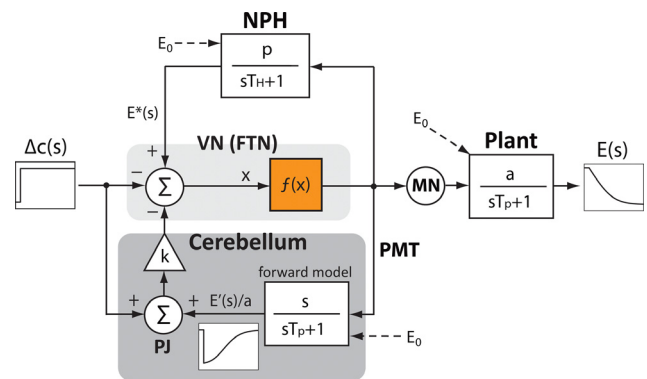 NPH
E₀
p
sTH+1
E*(s)
Δc(s)
VN (FTN)
E₀
Plant
E(s)
+
−
Σ
x
f(x)
MN
a
sTp+1
−
Cerebellum
PMT
k
forward model
+
Σ
+
E'(s)/a
s
sTp+1
PJ
E₀